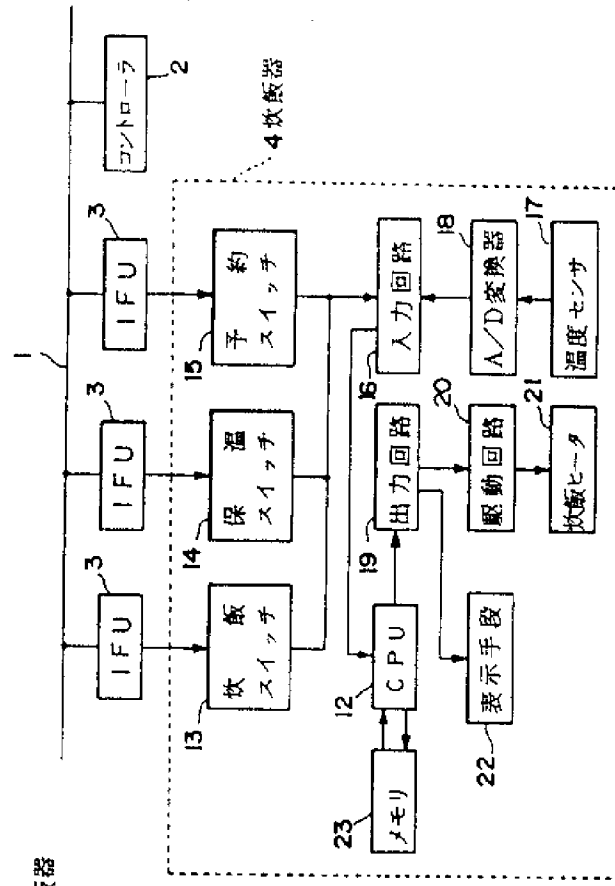 1
3
IFU
3
IFU
3
IFU
コントローラ
2
4 炊飯器
13
炊飯
スイッチ
14
保温
スイッチ
15
予約
スイッチ
23
メモリ
12
CPU
19
出力回路
16
入力回路
18
A/D変換器
17
温度センサ
20
駆動回路
21
炊飯ヒータ
22
表示手段
飯器